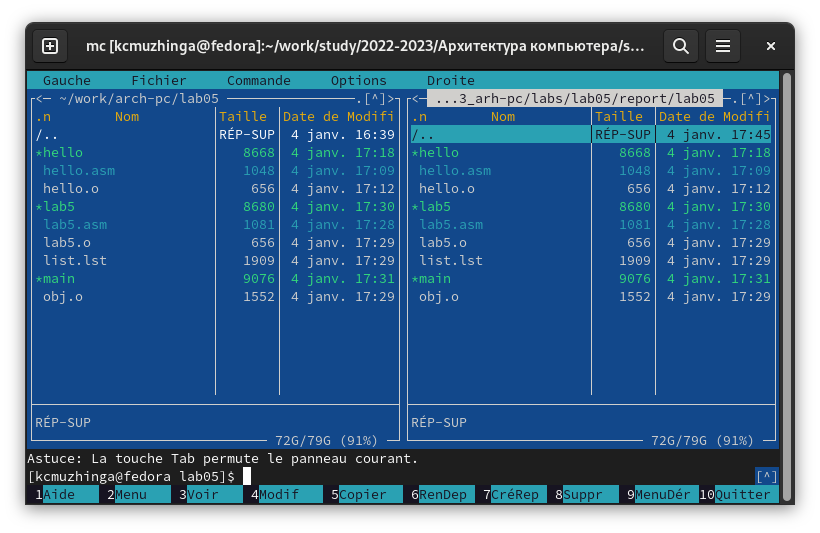 mc [kcmuzhinga@fedora]:~/work/study/2022-2023/Архитектура компьютера/s...
Gauche Fichier Commande Options Droite
<─ ~/work/arch-pc/lab05 .[^]> <─ ...3_arh-pc/labs/lab05/report/lab05 .[^]>
.n Nom Taille Date de Modifi .n Nom Taille Date de Modifi
/.. RÉP-SUP 4 janv. 16:39 /.. RÉP-SUP 4 janv. 17:45
*hello 8668 4 janv. 17:18 *hello 8668 4 janv. 17:18
hello.asm 1048 4 janv. 17:09 hello.asm 1048 4 janv. 17:09
hello.o 656 4 janv. 17:12 hello.o 656 4 janv. 17:12
*lab5 8680 4 janv. 17:30 *lab5 8680 4 janv. 17:30
lab5.asm 1081 4 janv. 17:28 lab5.asm 1081 4 janv. 17:28
lab5.o 656 4 janv. 17:29 lab5.o 656 4 janv. 17:29
list.lst 1909 4 janv. 17:29 list.lst 1909 4 janv. 17:29
*main 9076 4 janv. 17:31 *main 9076 4 janv. 17:31
obj.o 1552 4 janv. 17:29 obj.o 1552 4 janv. 17:29
RÉP-SUP RÉP-SUP
72G/79G (91%) 72G/79G (91%)
Astuce: La touche Tab permute le panneau courant.
[kcmuzhinga@fedora lab05]$ [^]
1Aide 2Menu 3Voir 4Modif 5Copier 6RenDep 7CréRep 8Suppr 9MenuDér 10Quitter